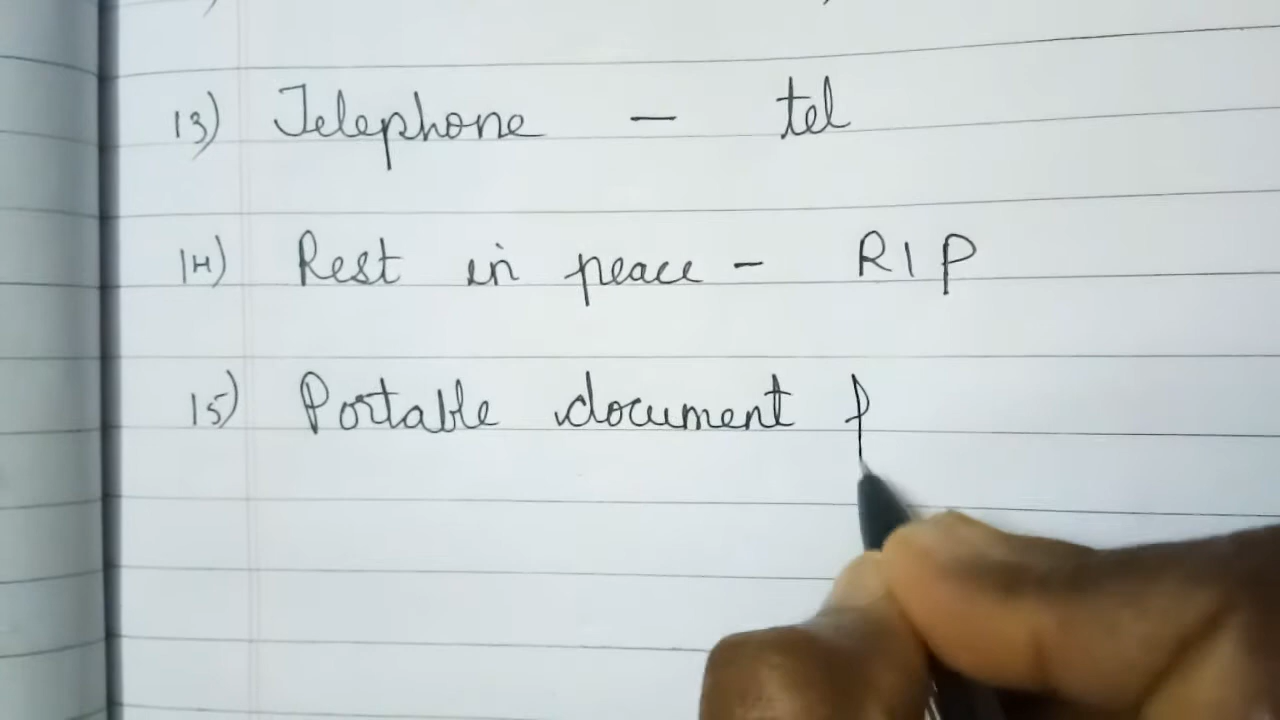 13) Telephone - tel
14) Rest in peace - RIP
15) Portable document f